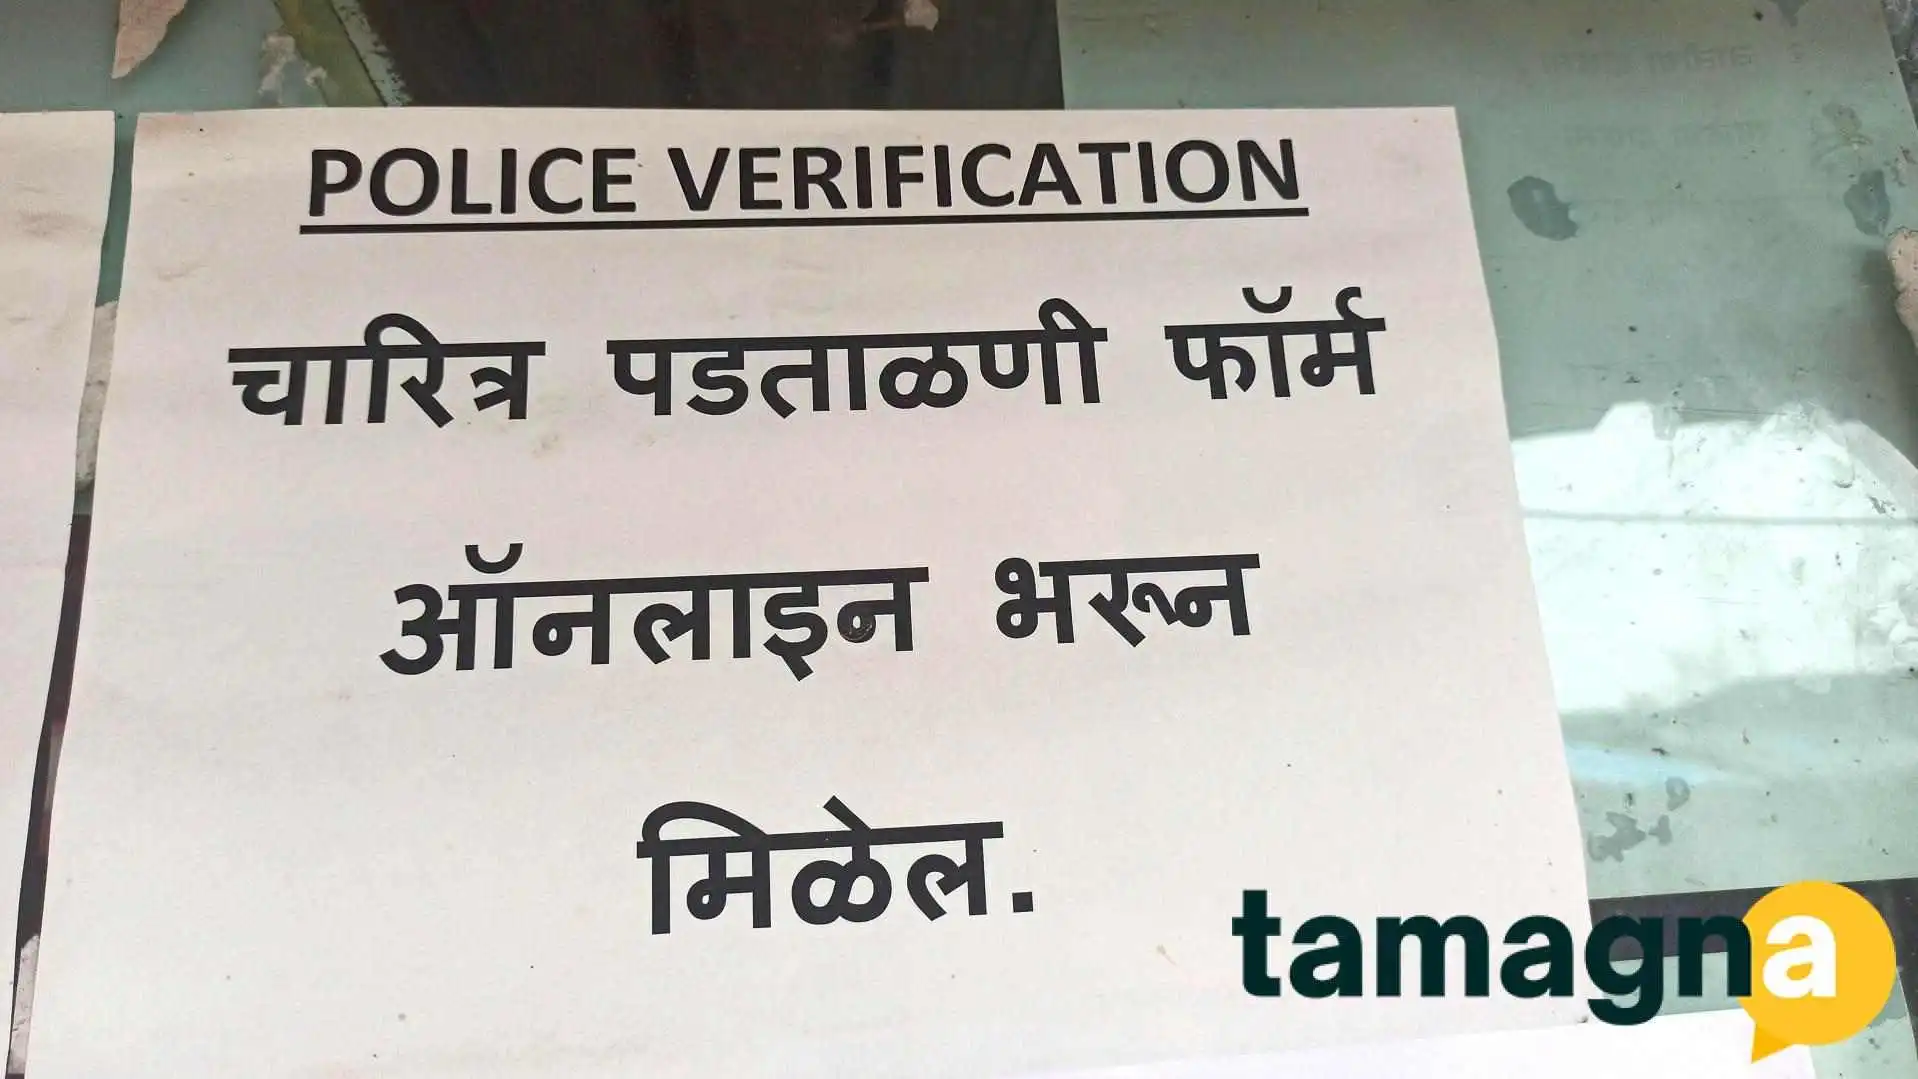 POLICE VERIFICATION
चारित्र पडताळणी फॉर्म
ऑनलाइन भरून
मिळेल.
tamagna